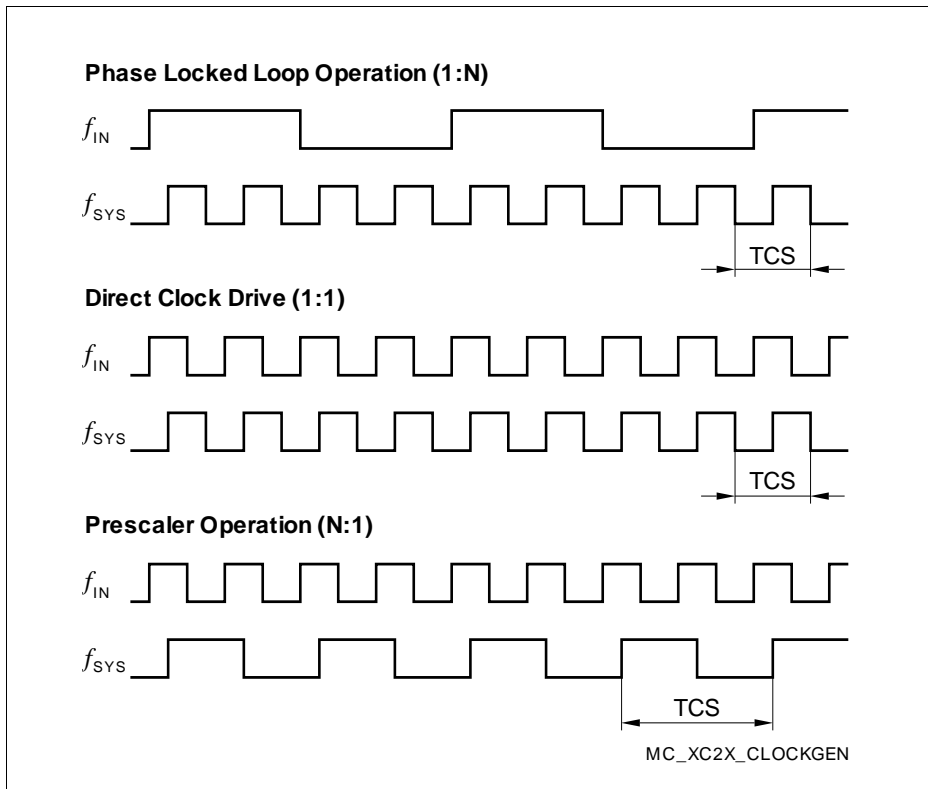 Phase Locked Loop Operation (1:N)
fIN
fSYS
TCS
Direct Clock Drive (1:1)
fIN
fSYS
TCS
Prescaler Operation (N:1)
fIN
fSYS
TCS
MC_XC2X_CLOCKGEN